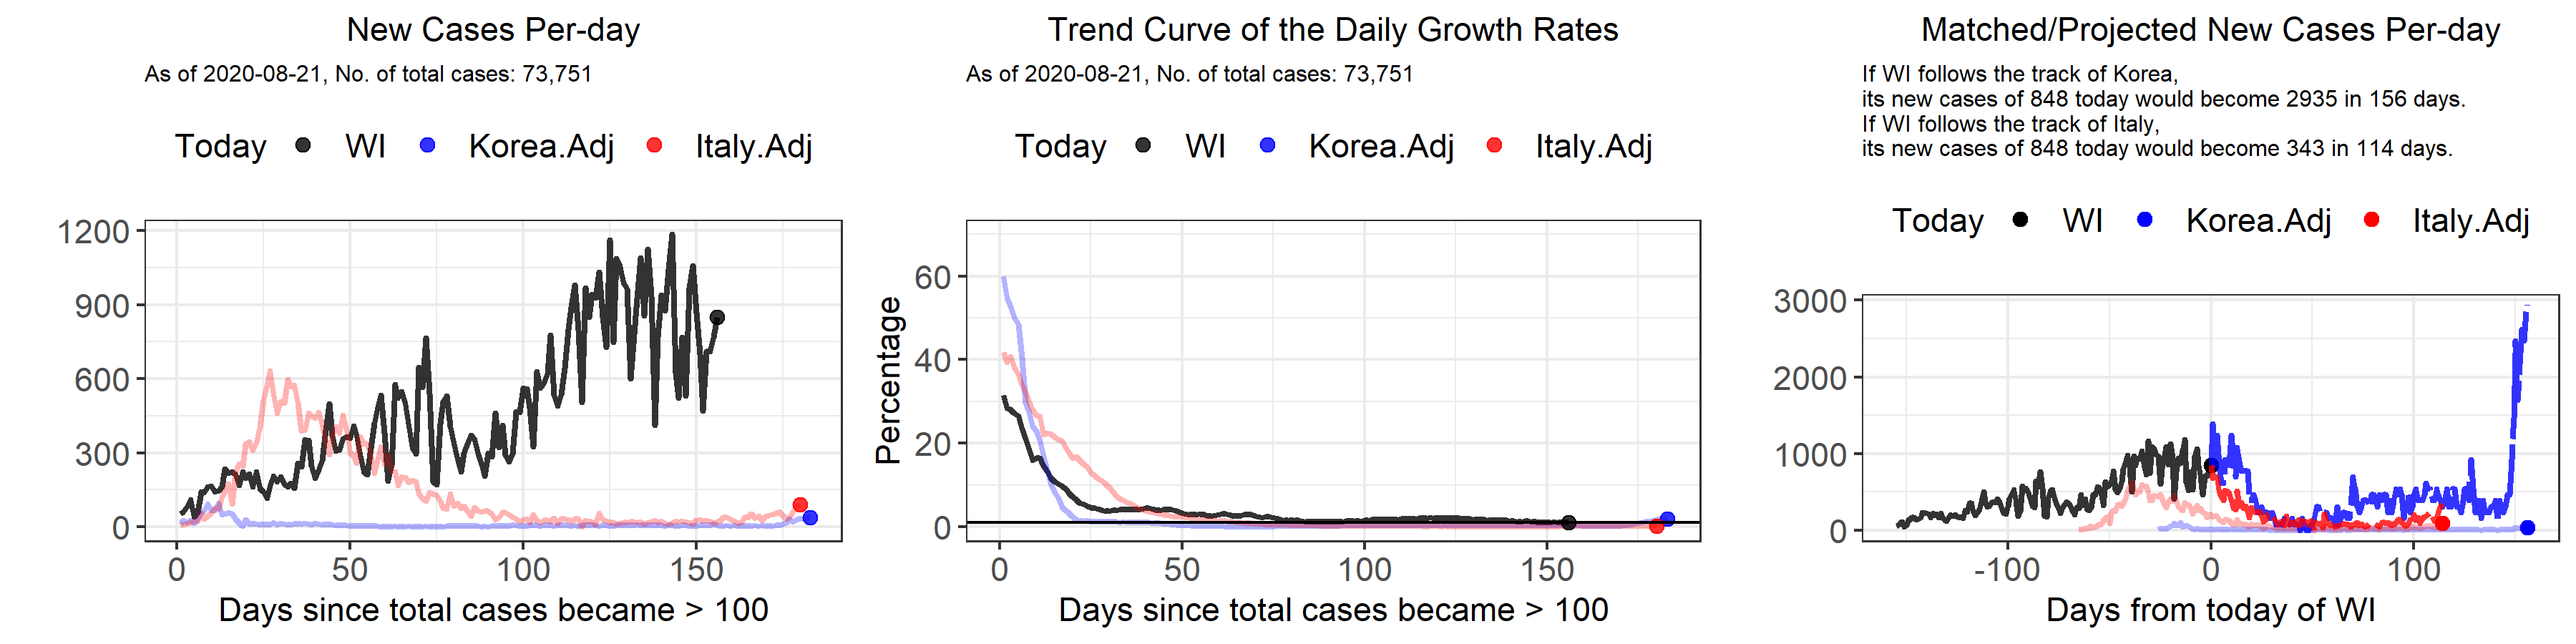 New Cases Per-day
As of 2020-08-21, No. of total cases: 73,751
Today WI Korea.Adj Italy.Adj
1200
900
600
300
0
0 50 100 150
Days since total cases became > 100
Trend Curve of the Daily Growth Rates
As of 2020-08-21, No. of total cases: 73,751
Today WI Korea.Adj Italy.Adj
Percentage
60
40
20
0
0 50 100 150
Days since total cases became > 100
Matched/Projected New Cases Per-day
If WI follows the track of Korea,
its new cases of 848 today would become 2935 in 156 days.
If WI follows the track of Italy,
its new cases of 848 today would become 343 in 114 days.
Today WI Korea.Adj Italy.Adj
3000
2000
1000
0
-100 0 100
Days from today of WI